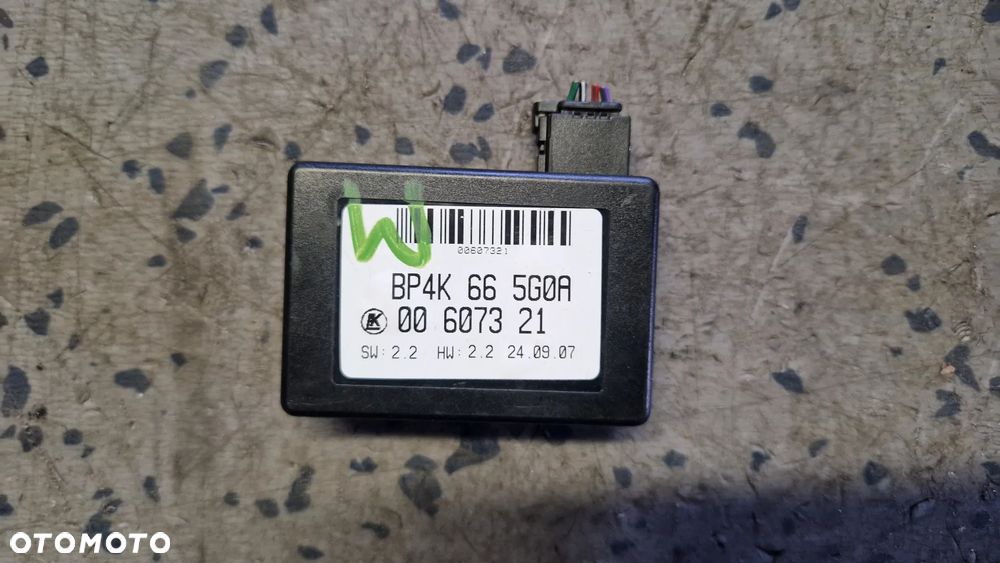 W
00607321
BP4K 66 5G0A
00 6073 21
SW: 2.2 HW: 2.2 24.09.07
OTOMOTO